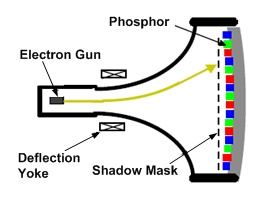 Phosphor
Electron Gun
Deflection
Yoke
Shadow Mask